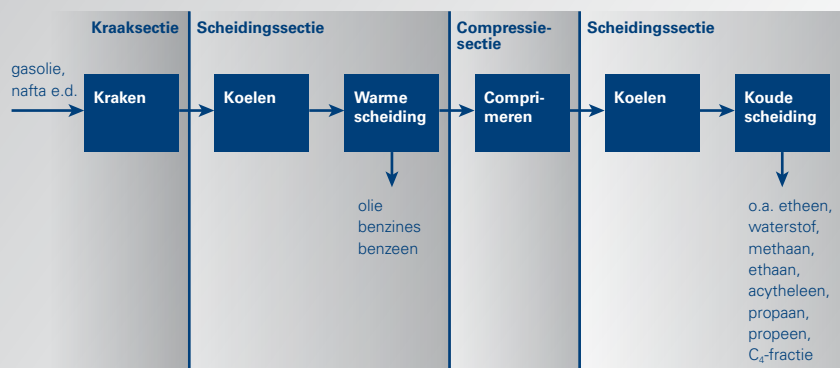 Kraaksectie
Scheidingssectie
Compressie-
sectie
Scheidingssectie
gasolie,
nafta e.d.
Kraken
Koelen
Warme
scheiding
Compri-
meren
Koelen
Koude
scheiding
olie
benzines
benzeen
o.a. etheen,
waterstof,
methaan,
ethaan,
acytheleen,
propaan,
propeen,
C₄-fractie